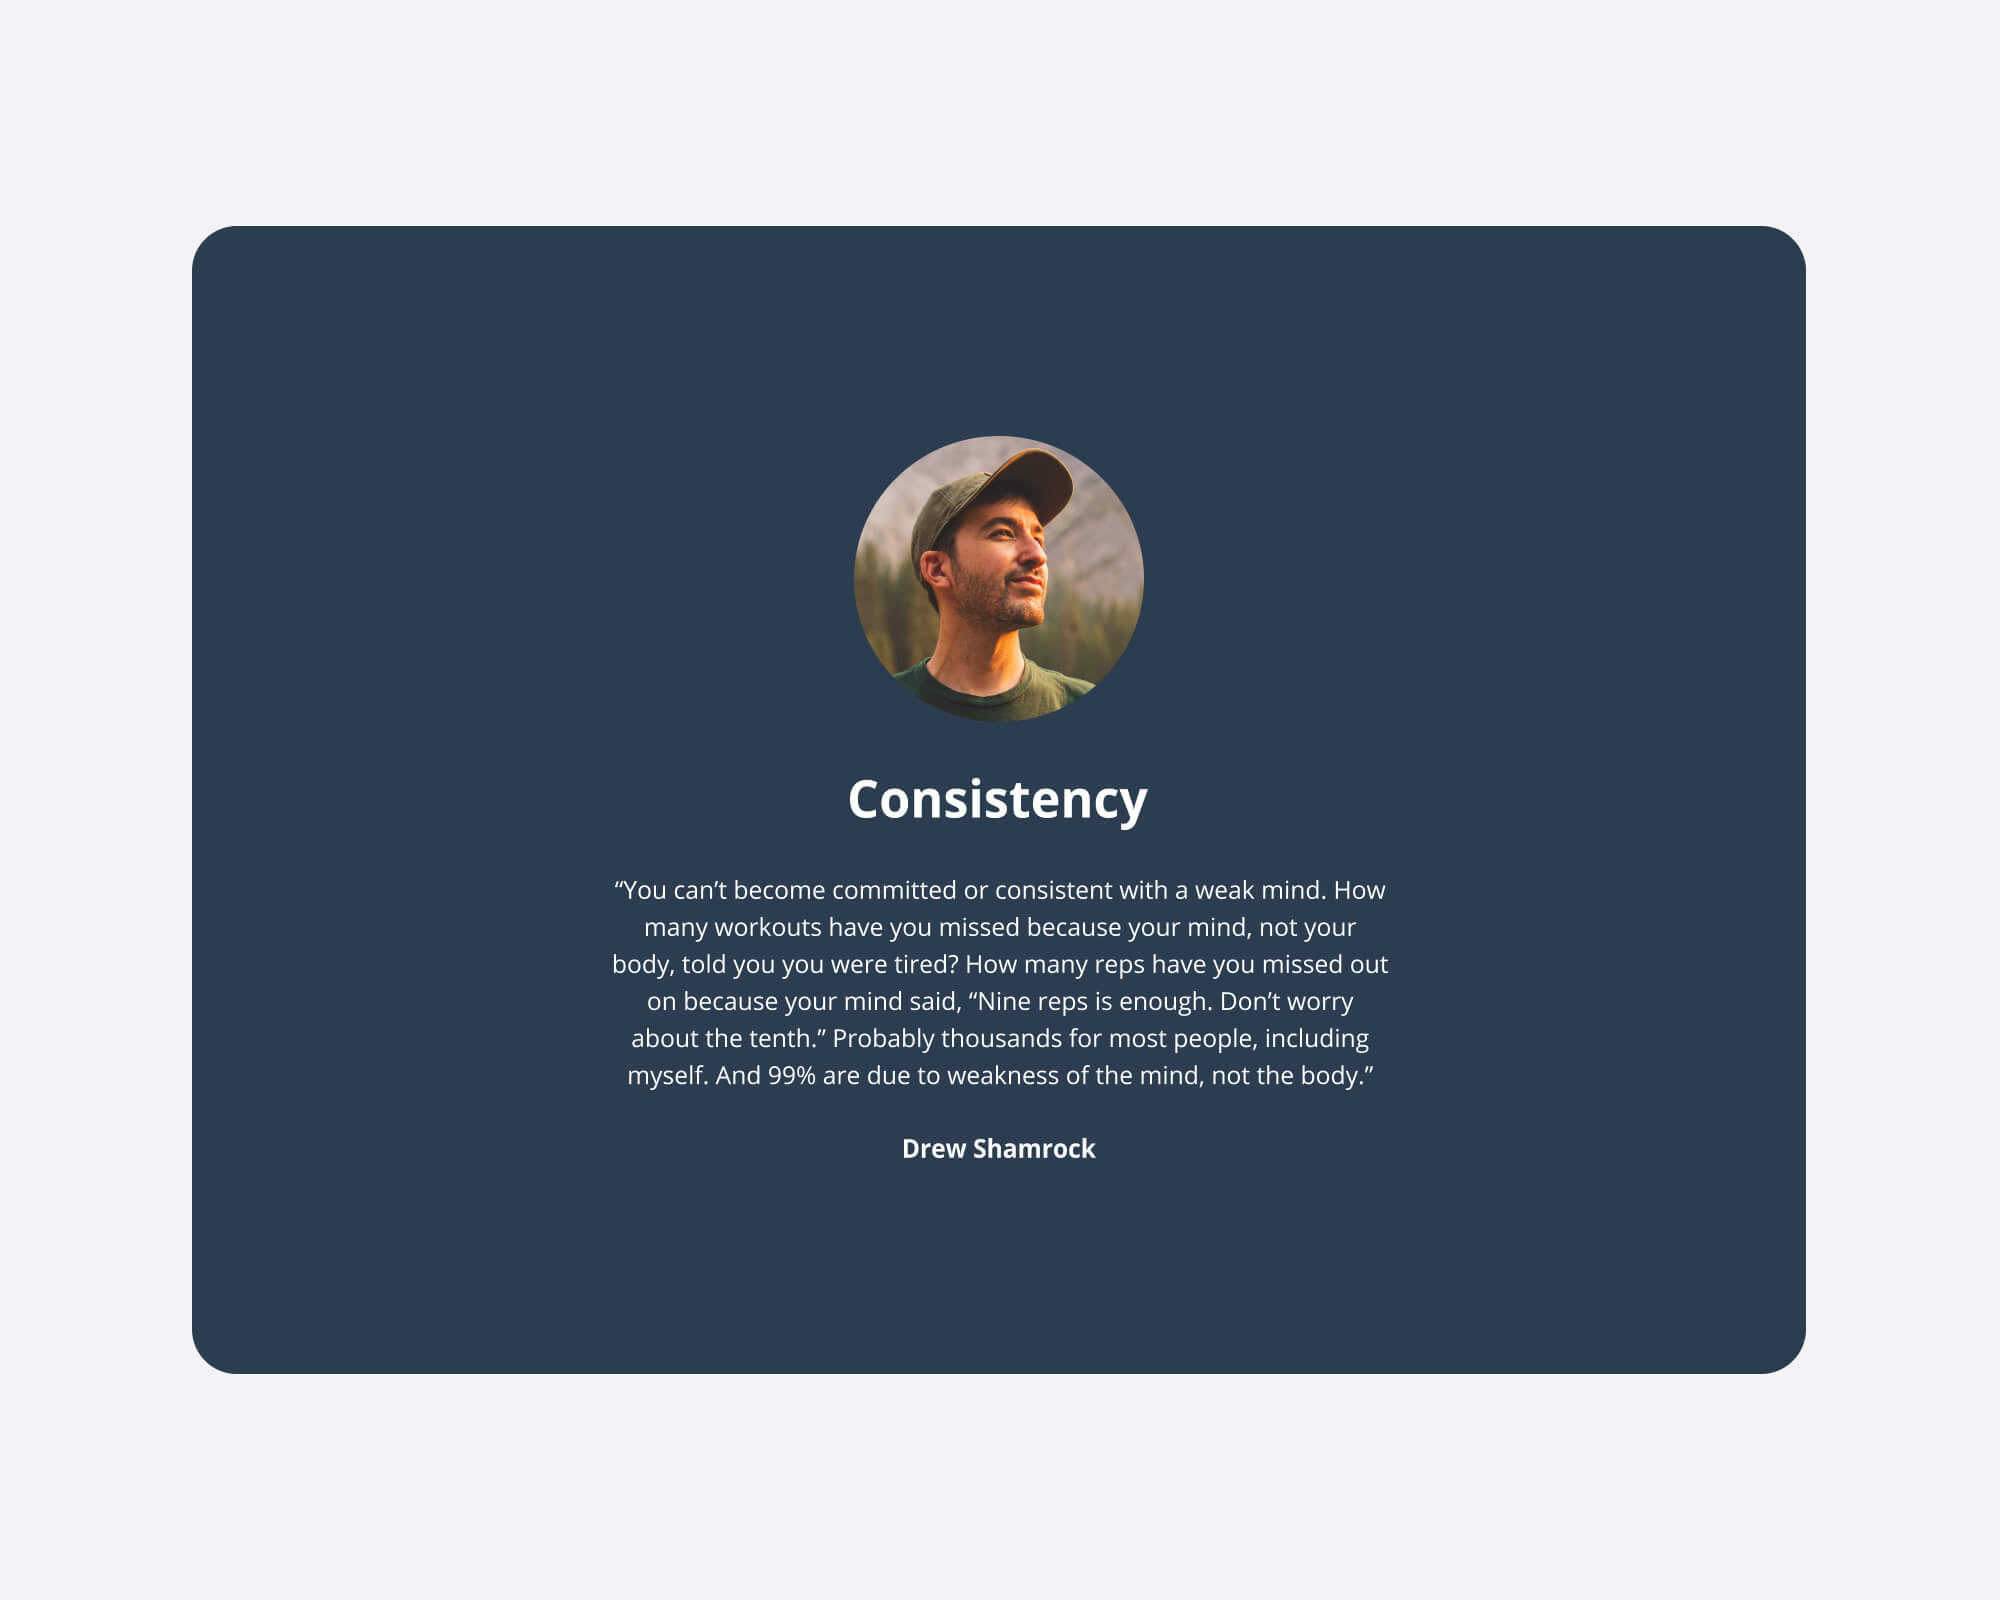 Consistency
“You can’t become committed or consistent with a weak mind. How
many workouts have you missed because your mind, not your
body, told you you were tired? How many reps have you missed out
on because your mind said, “Nine reps is enough. Don’t worry
about the tenth.” Probably thousands for most people, including
myself. And 99% are due to weakness of the mind, not the body.”
Drew Shamrock